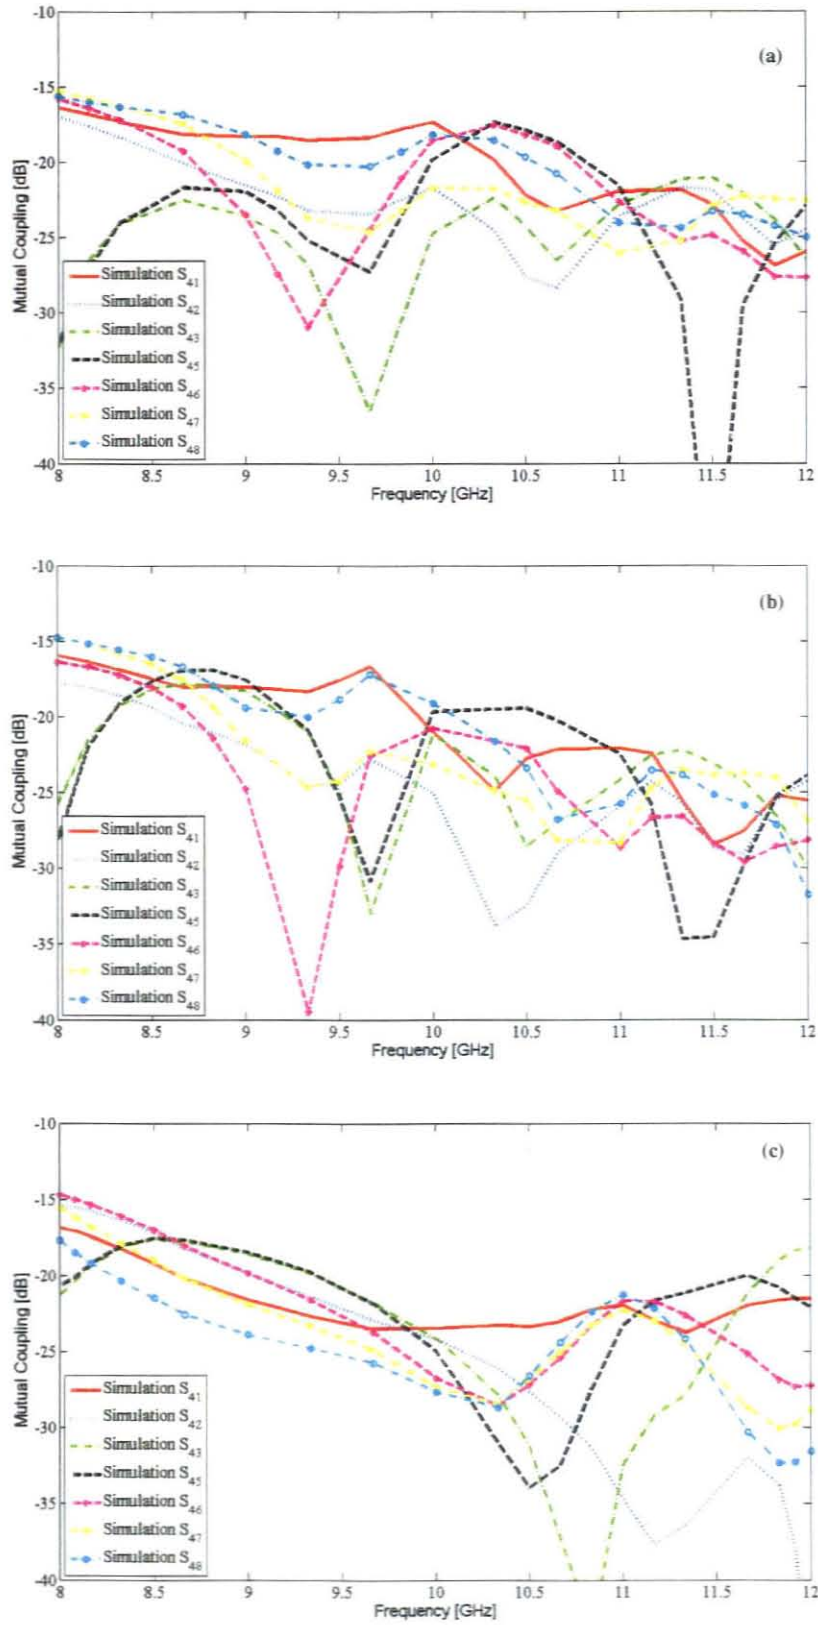 (a)
Mutual Coupling [dB]
-10
-15
-20
-25
-30
-35
-40
Simulation S41
Simulation S42
Simulation S43
Simulation S45
Simulation S46
Simulation S47
Simulation S48
8 8.5 9 9.5 10 10.5 11 11.5 12
Frequency [GHz]
(b)
Mutual Coupling [dB]
-10
-15
-20
-25
-30
-35
-40
Simulation S41
Simulation S42
Simulation S43
Simulation S45
Simulation S46
Simulation S47
Simulation S48
8 8.5 9 9.5 10 10.5 11 11.5 12
Frequency [GHz]
(c)
Mutual Coupling [dB]
-10
-15
-20
-25
-30
-35
-40
Simulation S41
Simulation S42
Simulation S43
Simulation S45
Simulation S46
Simulation S47
Simulation S48
8 8.5 9 9.5 10 10.5 11 11.5 12
Frequency [GHz]